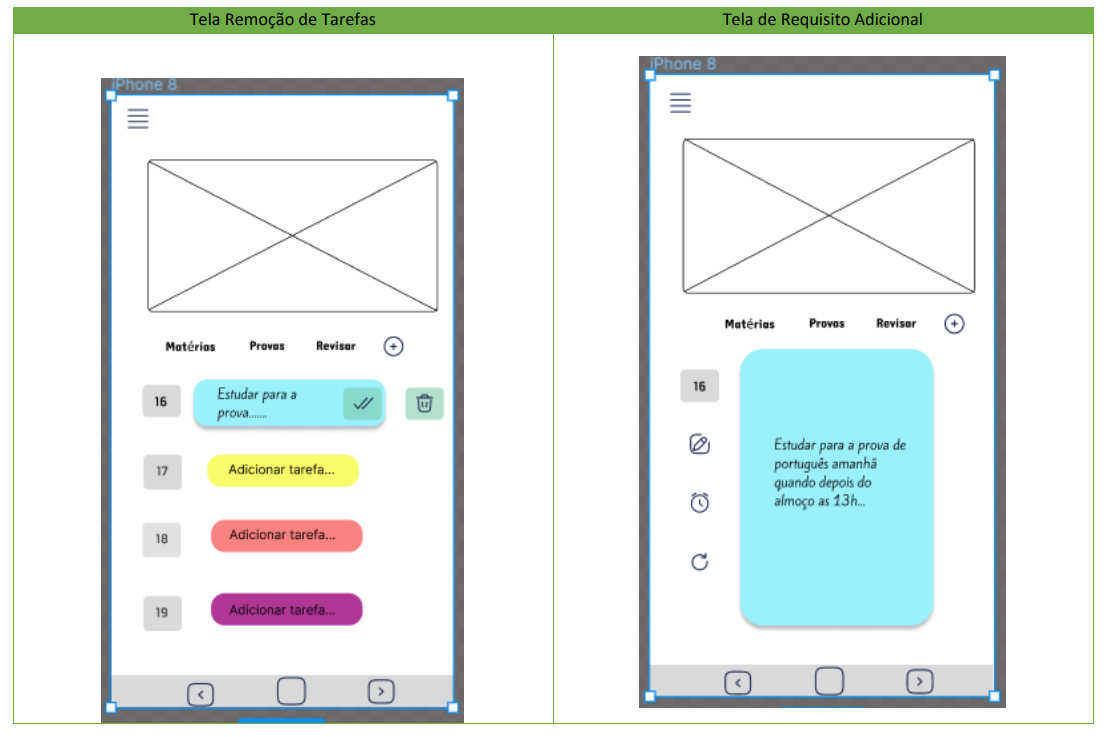 Tela Remoção de Tarefas
Tela de Requisito Adicional
iPhone 8
Matérias Provas Revisar
16
Estudar para a
prova.......
17
Adicionar tarefa...
18
Adicionar tarefa...
19
Adicionar tarefa...
iPhone 8
Matérias Provas Revisar
16
Estudar para a prova de
português amanhã
quando depois do
almoço as 13h...